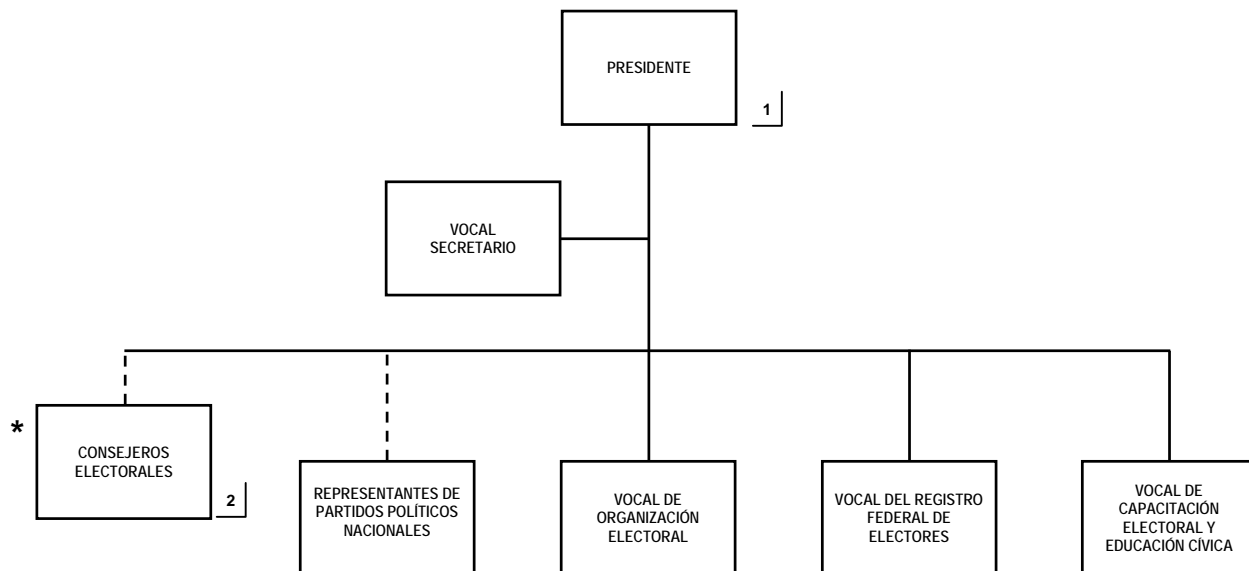 PRESIDENTE
1
VOCAL
SECRETARIO
*
CONSEJEROS
ELECTORALES
2
REPRESENTANTES DE
PARTIDOS POLÍTICOS
NACIONALES
VOCAL DE
ORGANIZACIÓN
ELECTORAL
VOCAL DEL REGISTRO
FEDERAL DE
ELECTORES
VOCAL DE
CAPACITACIÓN
ELECTORAL Y
EDUCACIÓN CÍVICA